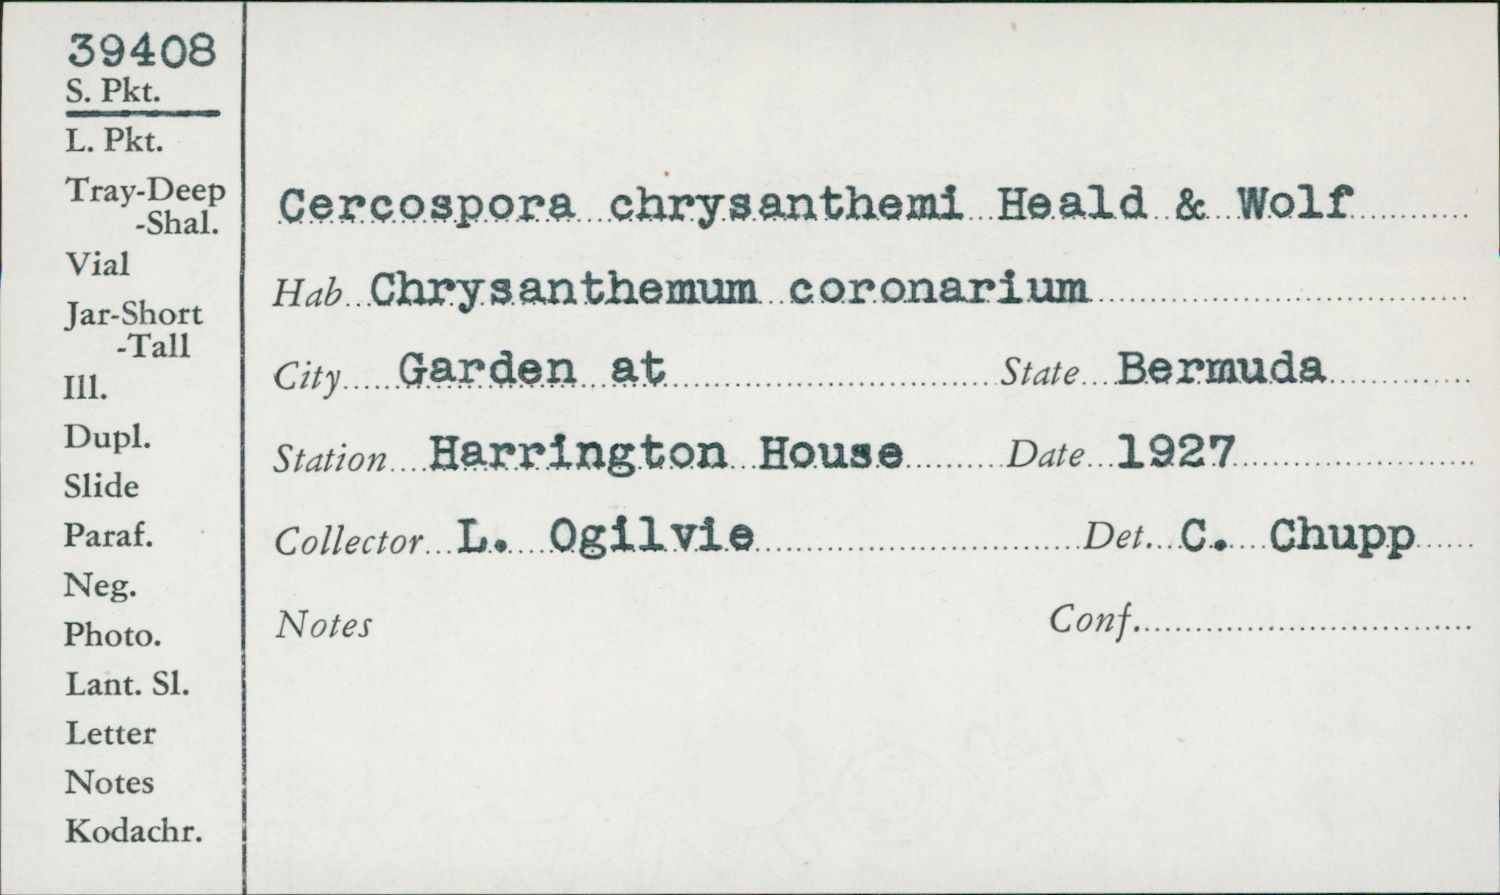 39408
S. Pkt.
L. Pkt.
Tray-Deep
-Shal.
Vial
Jar-Short
-Tall
Ill.
Dupl.
Slide
Paraf.
Neg.
Photo.
Lant. Sl.
Letter
Notes
Kodachr.
Cercospora chrysanthemi Heald & Wolf
Hab Chrysanthemum coronarium
City Garden at State Bermuda
Station Harrington House Date 1927
Collector L. Ogilvie Det. C. Chupp
Notes Conf.